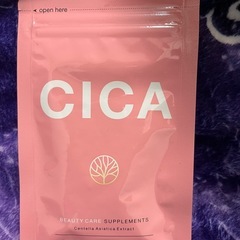 open here
CICA
BEAUTY CARE SUPPLEMENTS
Centella Asiatica Extract